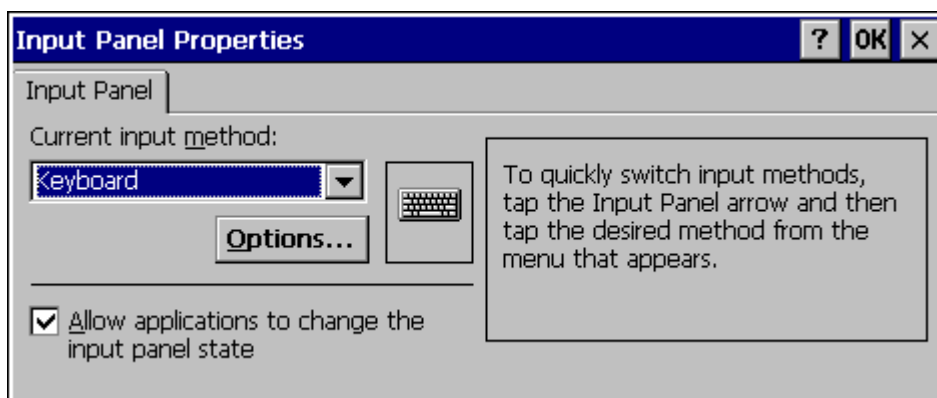 Input Panel Properties ? OK ×
Input Panel
Current input method:
Keyboard
Options...
To quickly switch input methods,
tap the Input Panel arrow and then
tap the desired method from the
menu that appears.
Allow applications to change the
input panel state